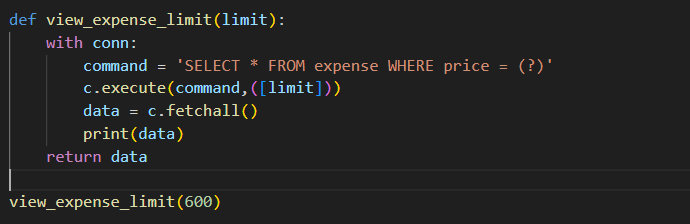 def view_expense_limit(limit):
    with conn:
        command = 'SELECT * FROM expense WHERE price = (?)'
        c.execute(command,([limit]))
        data = c.fetchall()
        print(data)
    return data
view_expense_limit(600)